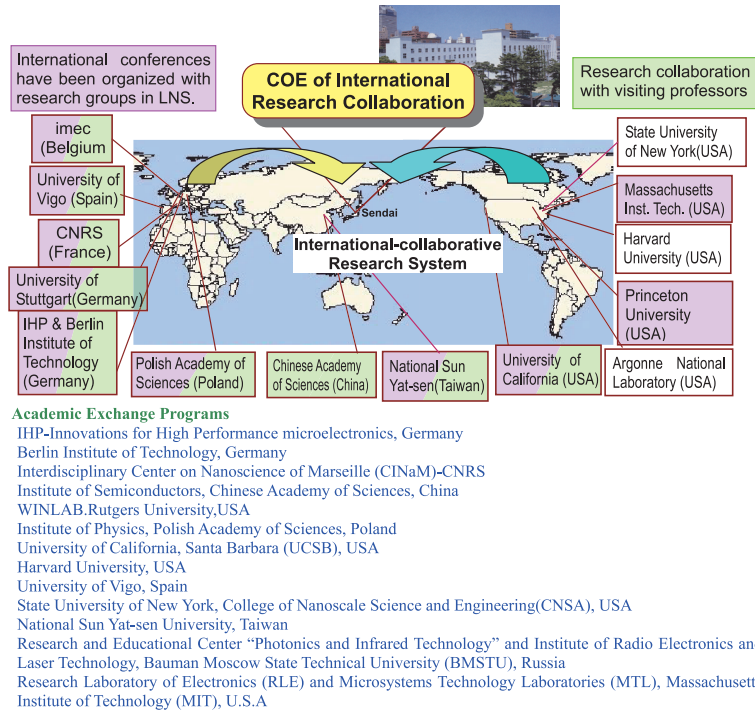 International conferences
have been organized with
research groups in LNS.
COE of International
Research Collaboration
Research collaboration
with visiting professors
imec
(Belgium
University of
Vigo (Spain)
CNRS
(France)
University of
Stuttgart(Germany)
IHP & Berlin
Institute of
Technology
(Germany)
Polish Academy of
Sciences (Poland)
Chinese Academy
of Sciences (China)
National Sun
Yat-sen(Taiwan)
University of
California (USA)
State University
of New York(USA)
Massachusetts
Inst. Tech. (USA)
Harvard
University (USA)
Princeton
University
(USA)
Argonne National
Laboratory (USA)
Sendai
International-collaborative
Research System
Academic Exchange Programs
IHP-Innovations for High Performance microelectronics, Germany
Berlin Institute of Technology, Germany
Interdisciplinary Center on Nanoscience of Marseille (CINaM)-CNRS
Institute of Semiconductors, Chinese Academy of Sciences, China
WINLAB.Rutgers University,USA
Institute of Physics, Polish Academy of Sciences, Poland
University of California, Santa Barbara (UCSB), USA
Harvard University, USA
University of Vigo, Spain
State University of New York, College of Nanoscale Science and Engineering(CNSA), USA
National Sun Yat-sen University, Taiwan
Research and Educational Center “Photonics and Infrared Technology” and Institute of Radio Electronics an
Laser Technology, Bauman Moscow State Technical University (BMSTU), Russia
Research Laboratory of Electronics (RLE) and Microsystems Technology Laboratories (MTL), Massachusett
Institute of Technology (MIT), U.S.A